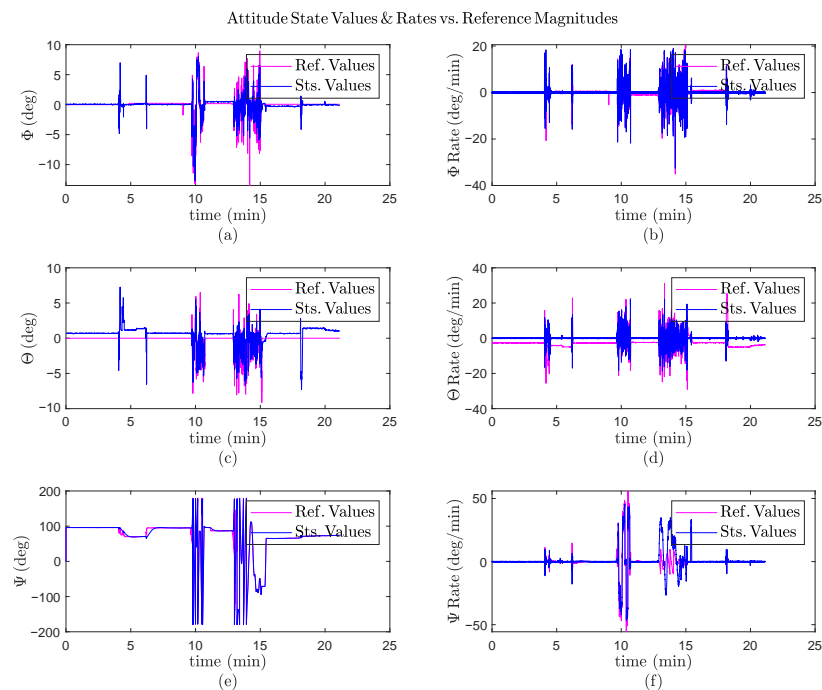 Attitude State Values & Rates vs. Reference Magnitudes
10
5
0
-5
-10
Φ (deg)
0 5 10 15 20 25
time (min)
(a)
Ref. Values
Sts. Values
20
0
-20
-40
Φ Rate (deg/min)
0 5 10 15 20 25
time (min)
(b)
Ref. Values
Sts. Values
10
5
0
-5
-10
Θ (deg)
0 5 10 15 20 25
time (min)
(c)
Ref. Values
Sts. Values
40
20
0
-20
-40
Θ Rate (deg/min)
0 5 10 15 20 25
time (min)
(d)
Ref. Values
Sts. Values
200
100
0
-100
-200
Ψ (deg)
0 5 10 15 20 25
time (min)
(e)
Ref. Values
Sts. Values
50
0
-50
Ψ Rate (deg/min)
0 5 10 15 20 25
time (min)
(f)
Ref. Values
Sts. Values